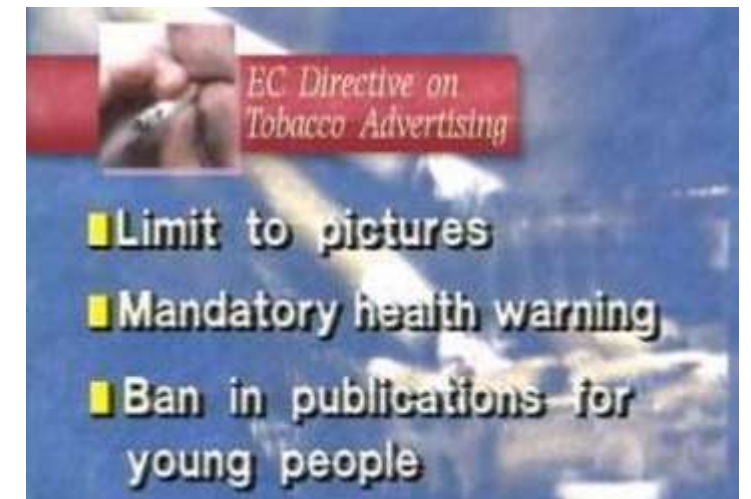 EC Directive on
Tobacco Advertising
Limit to pictures
Mandatory health warning
Ban in publications for
young people